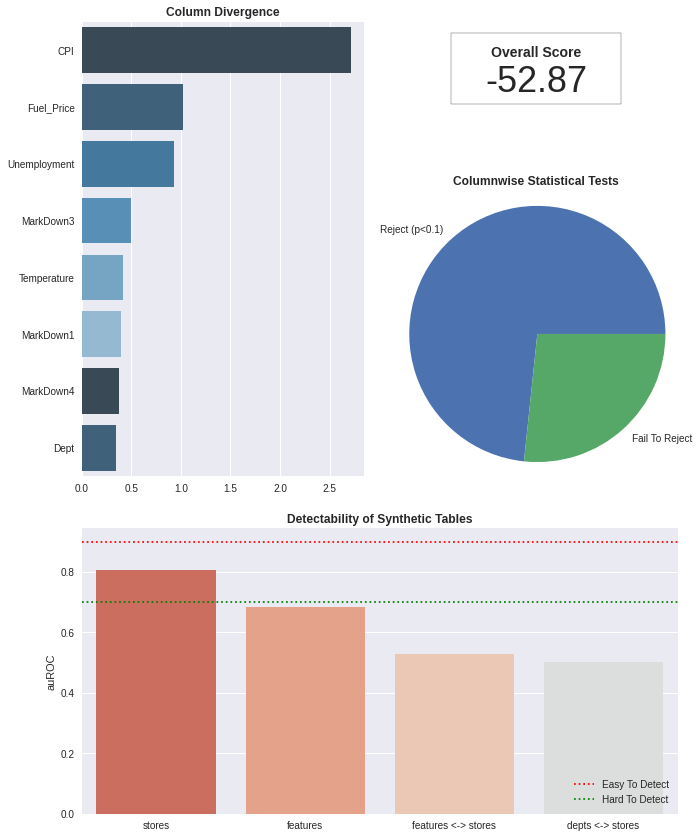 Column Divergence
CPI
Fuel_Price
Unemployment
MarkDown3
Temperature
MarkDown1
MarkDown4
Dept
0.0 0.5 1.0 1.5 2.0 2.5
Overall Score
-52.87
Columnwise Statistical Tests
Reject (p<0.1)
Fail To Reject
Detectability of Synthetic Tables
auROC
0.8
0.6
0.4
0.2
0.0
stores features features <-> stores depts <-> stores
Easy To Detect
Hard To Detect